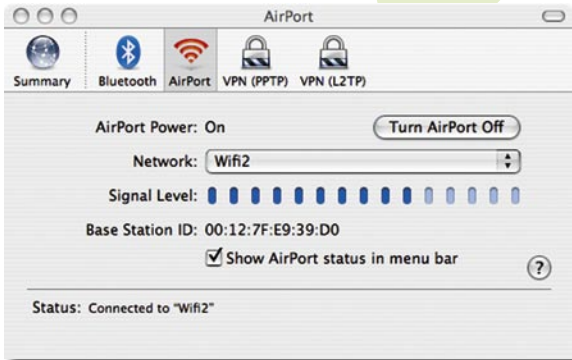 AirPort
Summary Bluetooth AirPort VPN (PPTP) VPN (L2TP)
AirPort Power: On Turn AirPort Off
Network: Wifi2
Signal Level:
Base Station ID: 00:12:7F:E9:39:D0
Show AirPort status in menu bar ?
Status: Connected to "Wifi2"